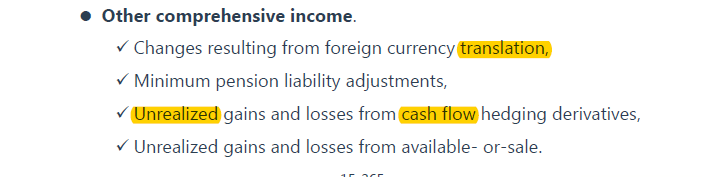 ● Other comprehensive income.
✓ Changes resulting from foreign currency translation,
✓ Minimum pension liability adjustments,
✓ Unrealized gains and losses from cash flow hedging derivatives,
✓ Unrealized gains and losses from available- or-sale.
15-265